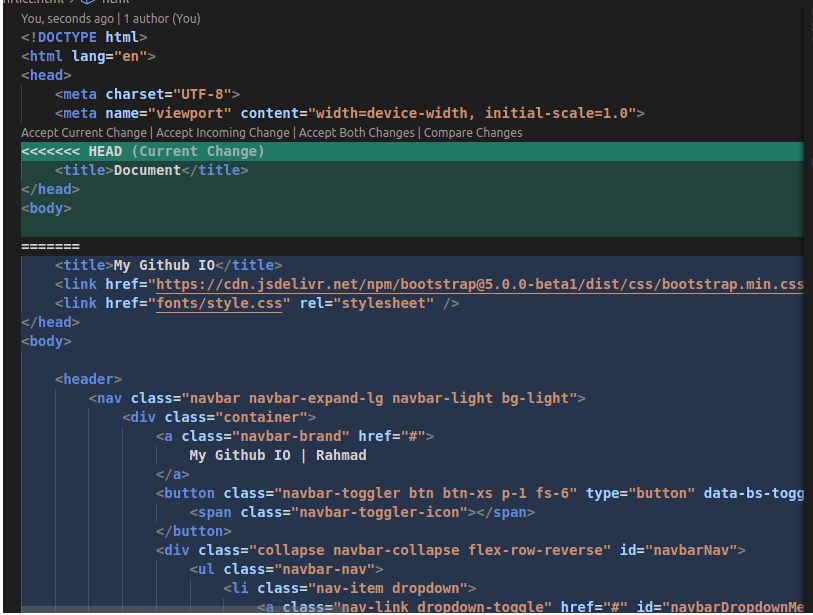 html
You, seconds ago | 1 author (You)
<!DOCTYPE html>
<html lang="en">
<head>
    <meta charset="UTF-8">
    <meta name="viewport" content="width=device-width, initial-scale=1.0">
Accept Current Change | Accept Incoming Change | Accept Both Changes | Compare Changes
<<<<<<< HEAD (Current Change)
    <title>Document</title>
</head>
<body>
=======
    <title>My Github IO</title>
    <link href="https://cdn.jsdelivr.net/npm/bootstrap@5.0.0-beta1/dist/css/bootstrap.min.css
    <link href="fonts/style.css" rel="stylesheet" />
</head>
<body>
    <header>
        <nav class="navbar navbar-expand-lg navbar-light bg-light">
            <div class="container">
                <a class="navbar-brand" href="#">
                    My Github IO | Rahmad
                </a>
                <button class="navbar-toggler btn btn-xs p-1 fs-6" type="button" data-bs-togg
                    <span class="navbar-toggler-icon"></span>
                </button>
                <div class="collapse navbar-collapse flex-row-reverse" id="navbarNav">
                    <ul class="navbar-nav">
                        <li class="nav-item dropdown">
                            <a class="nav-link dropdown-toggle" href="#" id="navbarDropdownMe